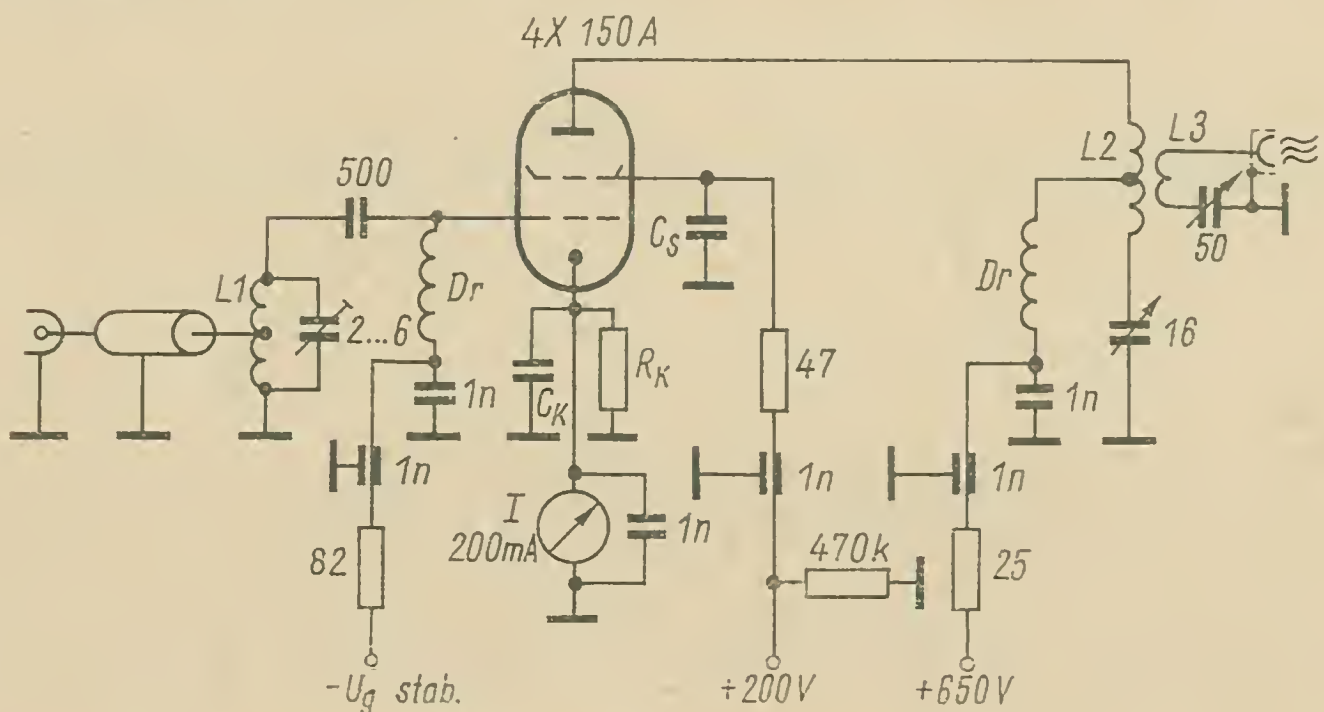 4X 150A
500
L1
2...6
Dr
1n
1n
82
-Ug stab.
CK
RK
I
200mA
1n
CS
47
1n
470k
+200V
L2
L3
50
Dr
16
1n
1n
25
+650V